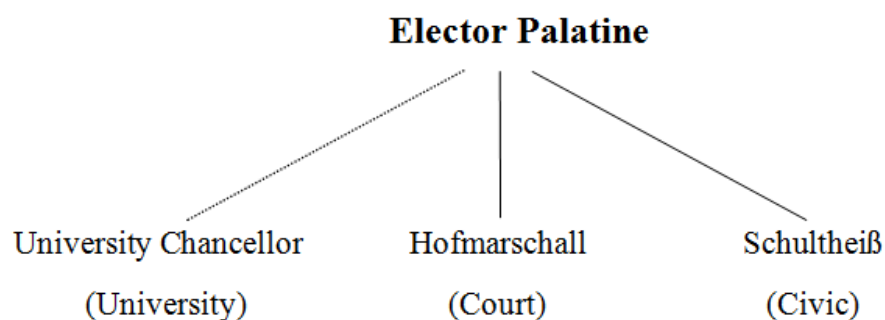 Elector Palatine
University Chancellor Hofmarschall Schultheiß
(University) (Court) (Civic)